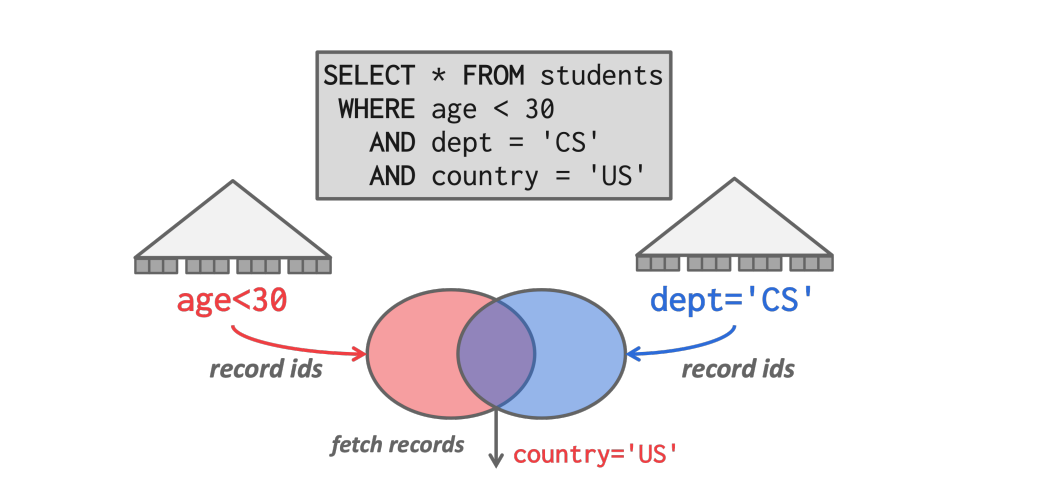 SELECT * FROM students
WHERE age < 30
AND dept = 'CS'
AND country = 'US'
age<30
dept='CS'
record ids
record ids
fetch records
country='US'